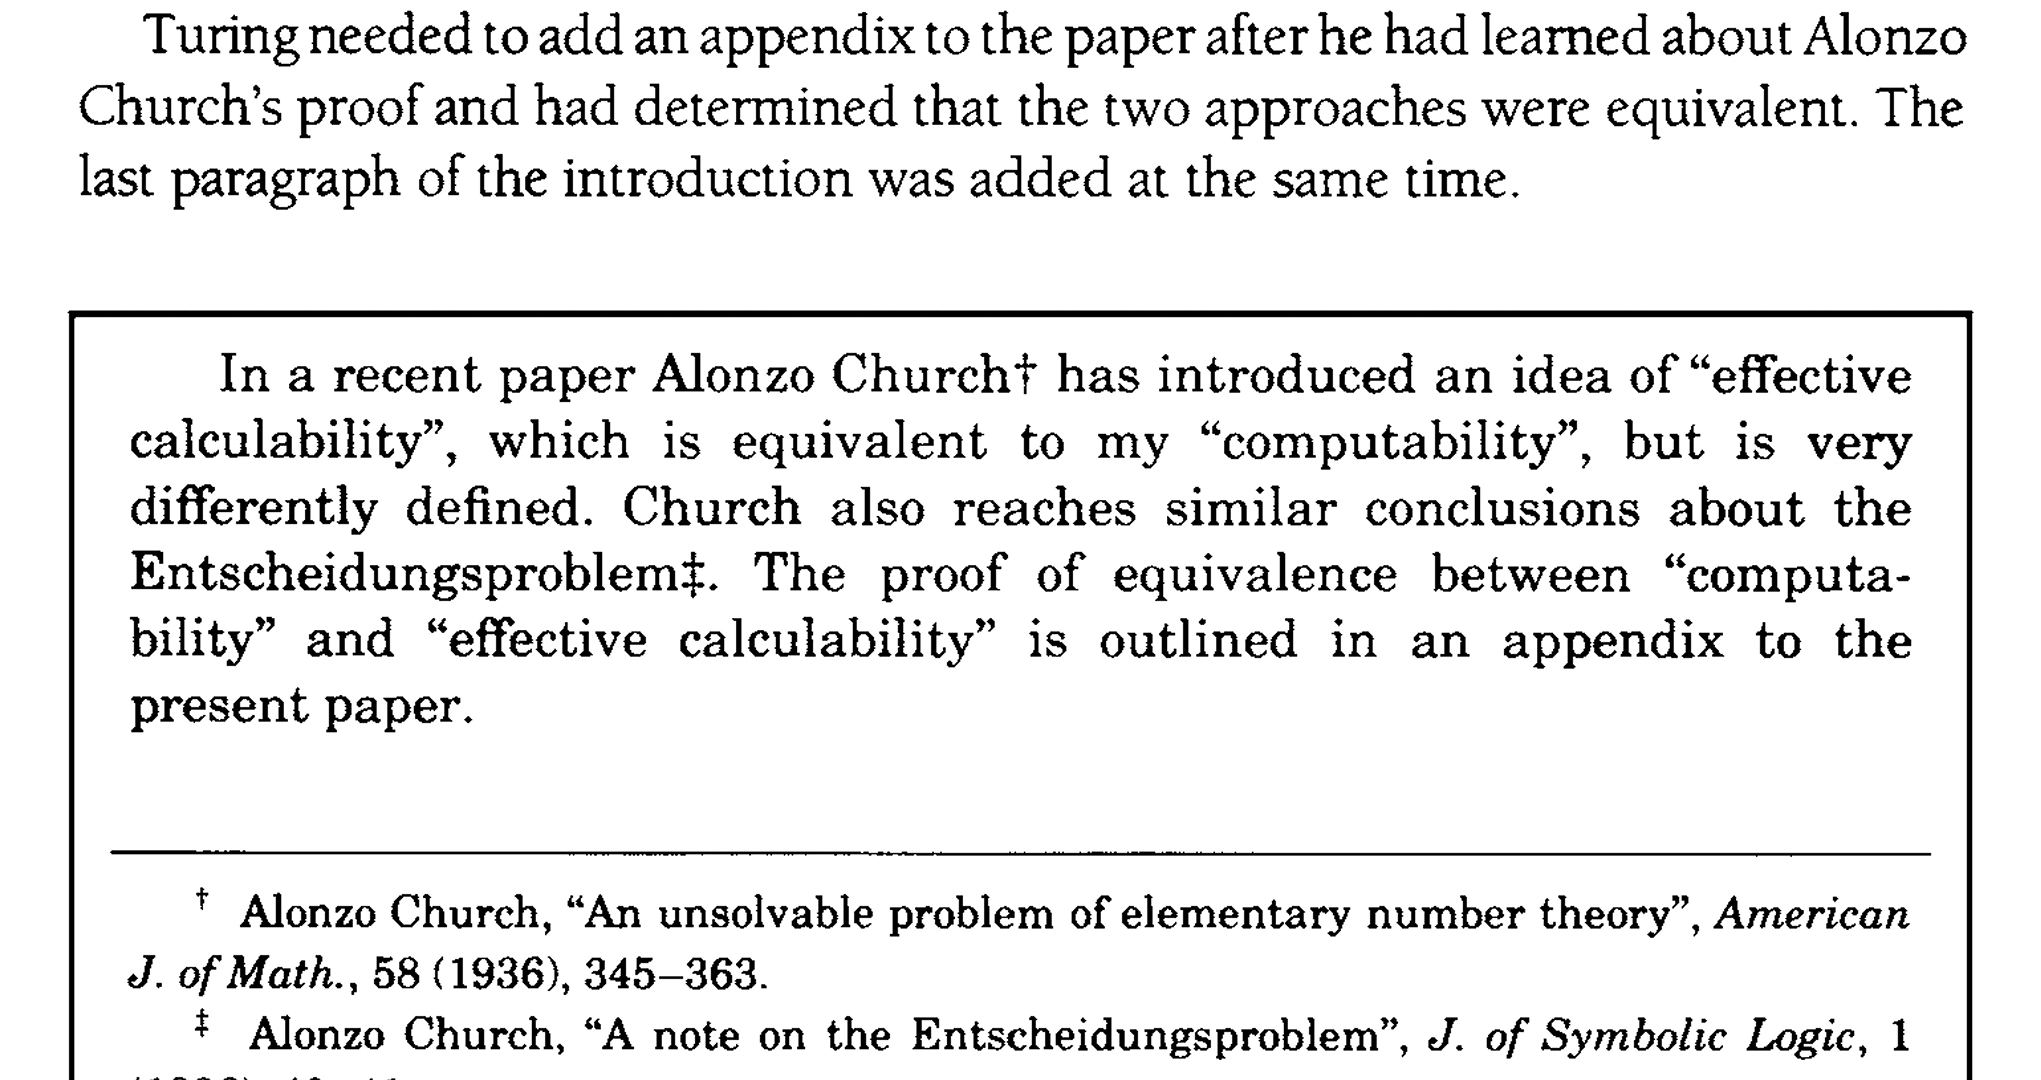 Turing needed to add an appendix to the paper after he had learned about Alonzo
Church's proof and had determined that the two approaches were equivalent. The
last paragraph of the introduction was added at the same time.
In a recent paper Alonzo Church† has introduced an idea of “effective
calculability”, which is equivalent to my “computability”, but is very
differently defined. Church also reaches similar conclusions about the
Entscheidungsproblem‡. The proof of equivalence between “computa-
bility” and “effective calculability” is outlined in an appendix to the
present paper.
† Alonzo Church, “An unsolvable problem of elementary number theory”, American
J. of Math., 58 (1936), 345–363.
‡ Alonzo Church, “A note on the Entscheidungsproblem”, J. of Symbolic Logic, 1